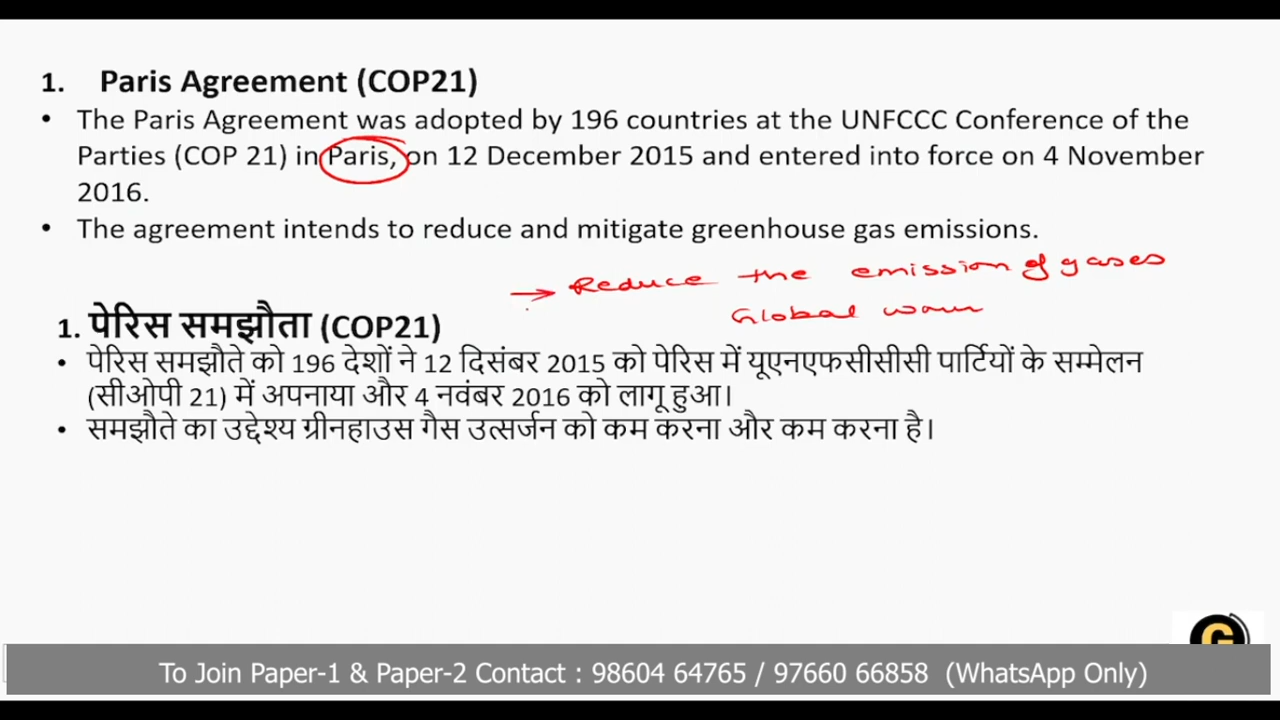 1. Paris Agreement (COP21)
• The Paris Agreement was adopted by 196 countries at the UNFCCC Conference of the
Parties (COP 21) in Paris, on 12 December 2015 and entered into force on 4 November
2016.
• The agreement intends to reduce and mitigate greenhouse gas emissions.
→ Reduce the emission of gases
Global warm
1. पेरिस समझौता (COP21)
• पेरिस समझौते को 196 देशों ने 12 दिसंबर 2015 को पेरिस में यूएनएफसीसीसी पार्टियों के सम्मेलन
(सीओपी 21) में अपनाया और 4 नवंबर 2016 को लागू हुआ।
• समझौते का उद्देश्य ग्रीनहाउस गैस उत्सर्जन को कम करना और कम करना है।
G
To Join Paper-1 & Paper-2 Contact : 98604 64765 / 97660 66858 (WhatsApp Only)